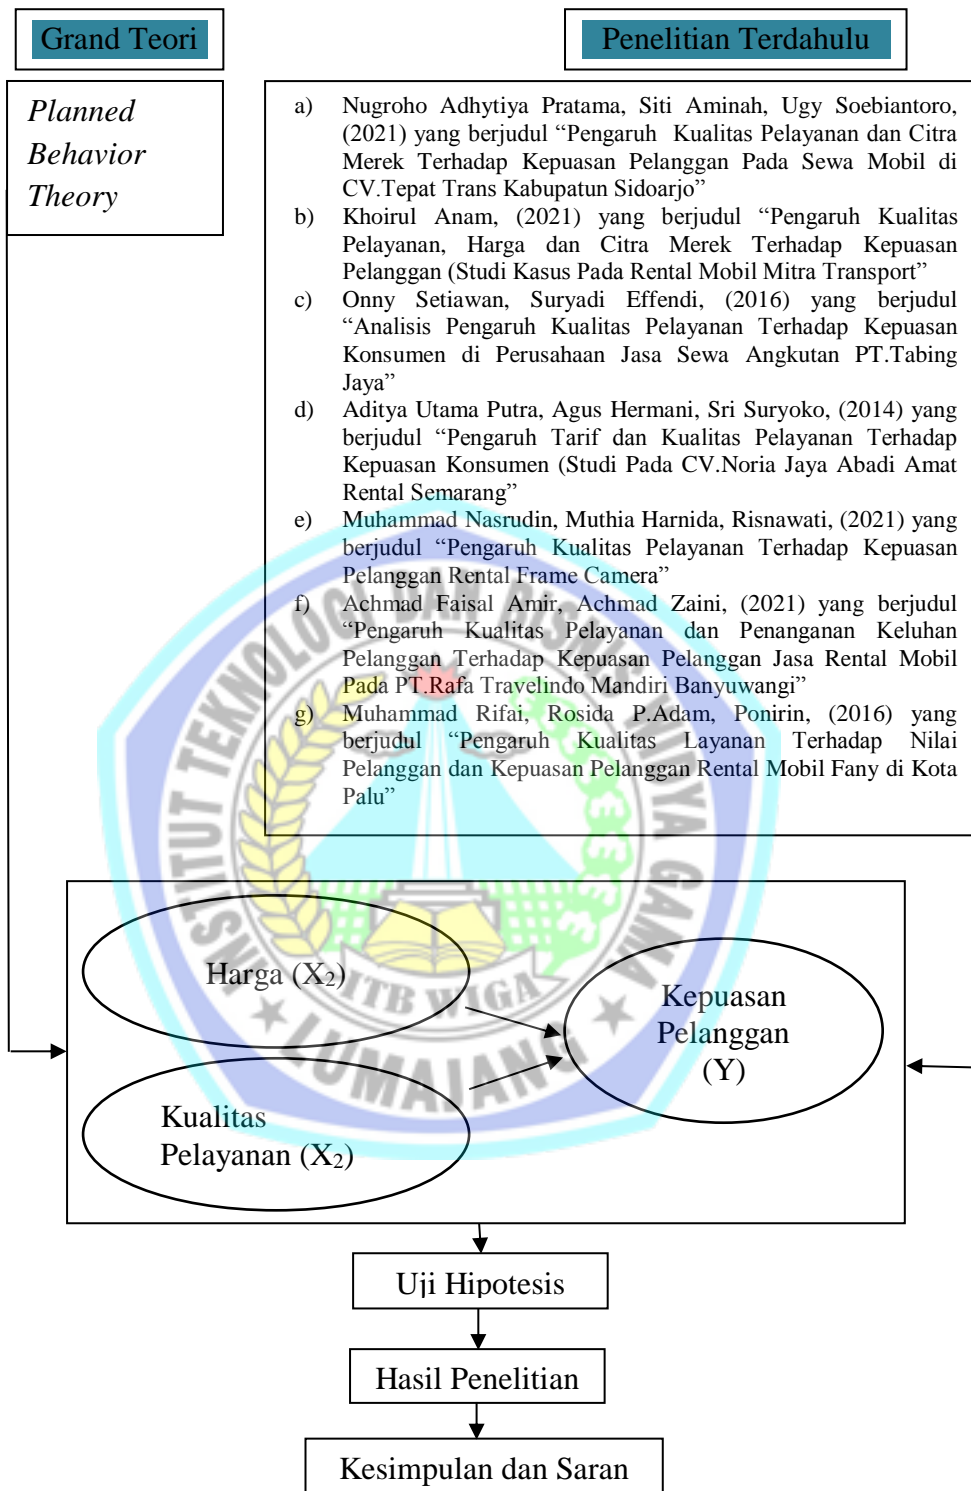 Grand Teori
Penelitian Terdahulu
Planned
Behavior
Theory
a) Nugroho Adhytiya Pratama, Siti Aminah, Ugy Soebiantoro,
(2021) yang berjudul “Pengaruh Kualitas Pelayanan dan Citra
Merek Terhadap Kepuasan Pelanggan Pada Sewa Mobil di
CV.Tepat Trans Kabupatun Sidoarjo”
b) Khoirul Anam, (2021) yang berjudul “Pengaruh Kualitas
Pelayanan, Harga dan Citra Merek Terhadap Kepuasan
Pelanggan (Studi Kasus Pada Rental Mobil Mitra Transport”
c) Onny Setiawan, Suryadi Effendi, (2016) yang berjudul
“Analisis Pengaruh Kualitas Pelayanan Terhadap Kepuasan
Konsumen di Perusahaan Jasa Sewa Angkutan PT.Tabing
Jaya”
d) Aditya Utama Putra, Agus Hermani, Sri Suryoko, (2014) yang
berjudul “Pengaruh Tarif dan Kualitas Pelayanan Terhadap
Kepuasan Konsumen (Studi Pada CV.Noria Jaya Abadi Amat
Rental Semarang”
e) Muhammad Nasrudin, Muthia Harnida, Risnawati, (2021) yang
berjudul “Pengaruh Kualitas Pelayanan Terhadap Kepuasan
Pelanggan Rental Frame Camera”
f) Achmad Faisal Amir, Achmad Zaini, (2021) yang berjudul
“Pengaruh Kualitas Pelayanan dan Penanganan Keluhan
Pelanggan Terhadap Kepuasan Pelanggan Jasa Rental Mobil
Pada PT.Rafa Travelindo Mandiri Banyuwangi”
g) Muhammad Rifai, Rosida P.Adam, Ponirin, (2016) yang
berjudul “Pengaruh Kualitas Layanan Terhadap Nilai
Pelanggan dan Kepuasan Pelanggan Rental Mobil Fany di Kota
Palu”
INSTITUT TEKNOLOGI DAN BISNIS WIDYA GAMA
ITB WIGA
LUMAJANG
Harga (X₂)
Kualitas
Pelayanan (X₂)
Kepuasan
Pelanggan
(Y)
Uji Hipotesis
Hasil Penelitian
Kesimpulan dan Saran